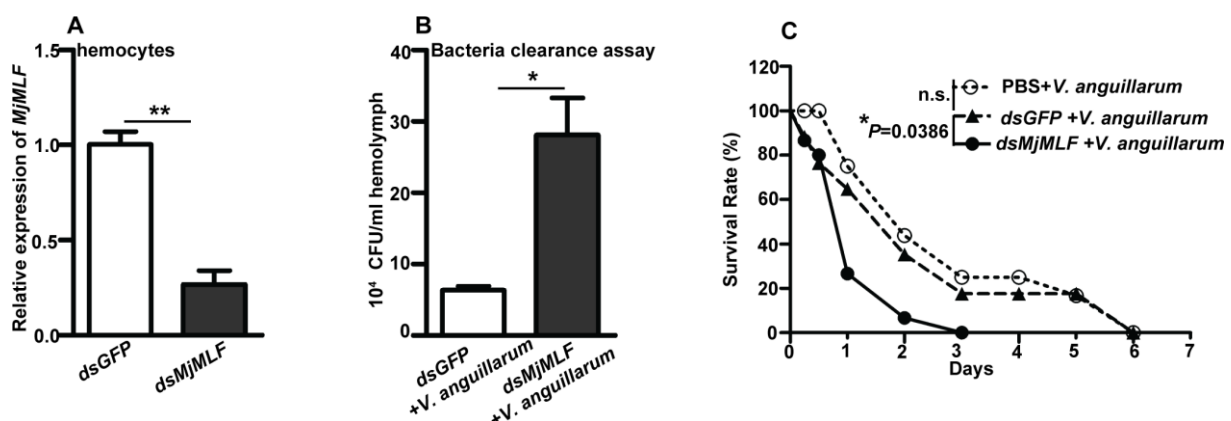 A
hemocytes
Relative expression of MjMLF
1.5
1.0
0.5
0.0
**
dsGFP
dsMjMLF
B
Bacteria clearance assay
10⁴ CFU/ml hemolymph
40
30
20
10
0
*
dsGFP
+V. anguillarum
dsMjMLF
+V. anguillarum
C
Survival Rate (%)
100
80
60
40
20
0
n.s.
PBS+V. anguillarum
dsGFP +V. anguillarum
*
P=0.0386
dsMjMLF +V. anguillarum
0 1 2 3 4 5 6 7
Days